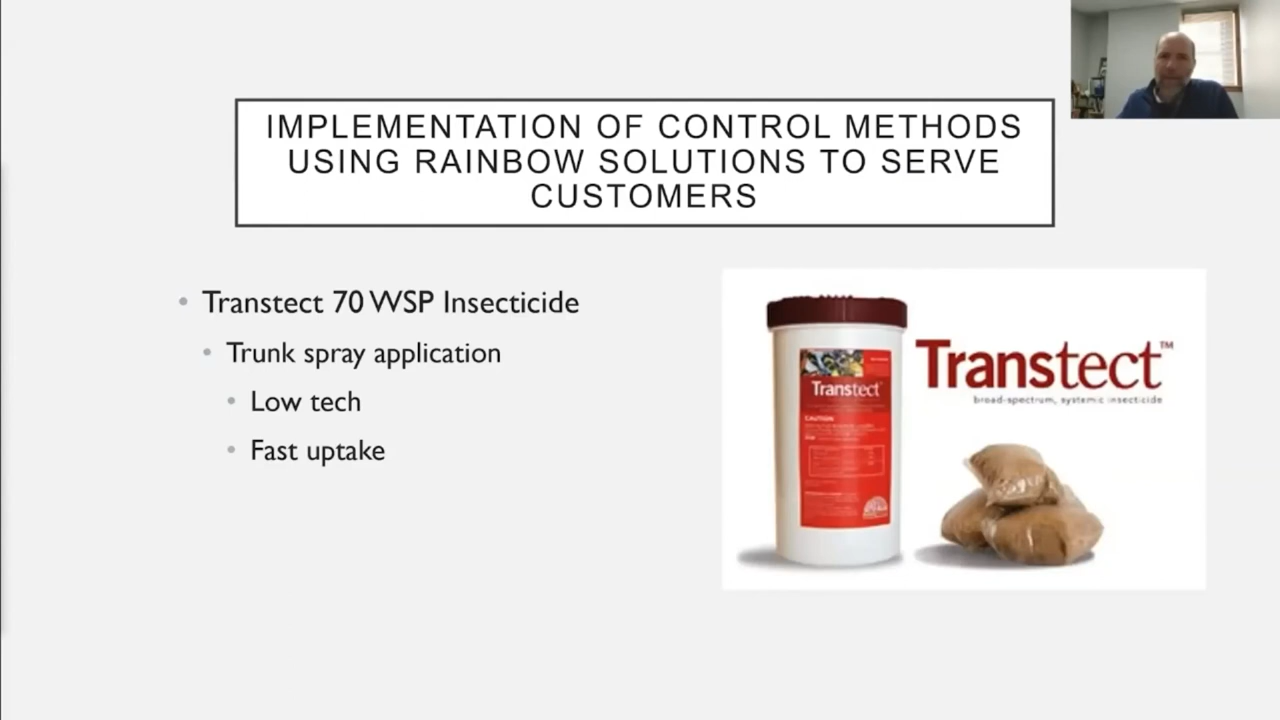 IMPLEMENTATION OF CONTROL METHODS
USING RAINBOW SOLUTIONS TO SERVE
CUSTOMERS
• Transtect 70 WSP Insecticide
• Trunk spray application
• Low tech
• Fast uptake
Transtect
CAUTION
Transtect™
broad-spectrum, systemic insecticide